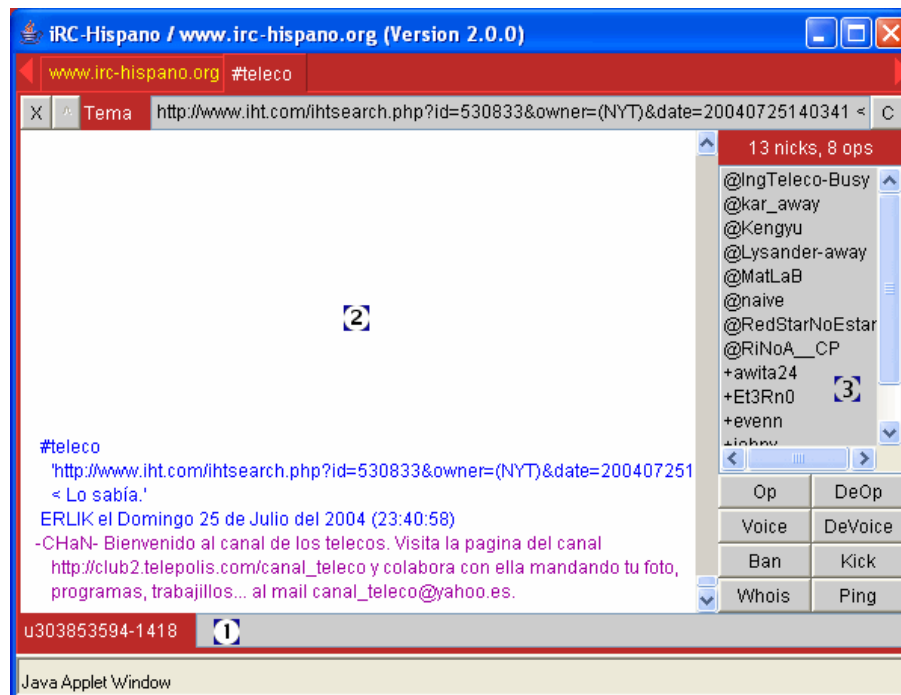 iRC-Hispano / www.irc-hispano.org (Version 2.0.0)
www.irc-hispano.org #teleco
X Tema http://www.iht.com/ihtsearch.php?id=530833&owner=(NYT)&date=20040725140341 < C
13 nicks, 8 ops
@IngTeleco-Busy
@kar_away
@Kengyu
@Lysander-away
@MatLaB
@naive
@RedStarNoEstar
@RiNoA__CP
+awita24
+Et3Rn0
+evenn
+johny
2
3
#teleco
'http://www.iht.com/ihtsearch.php?id=530833&owner=(NYT)&date=200407251
< Lo sabía.'
ERLIK el Domingo 25 de Julio del 2004 (23:40:58)
-CHaN- Bienvenido al canal de los telecos. Visita la pagina del canal
http://club2.telepolis.com/canal_teleco y colabora con ella mandando tu foto,
programas, trabajillos... al mail canal_teleco@yahoo.es.
Op DeOp
Voice DeVoice
Ban Kick
Whois Ping
u303853594-1418 1
Java Applet Window